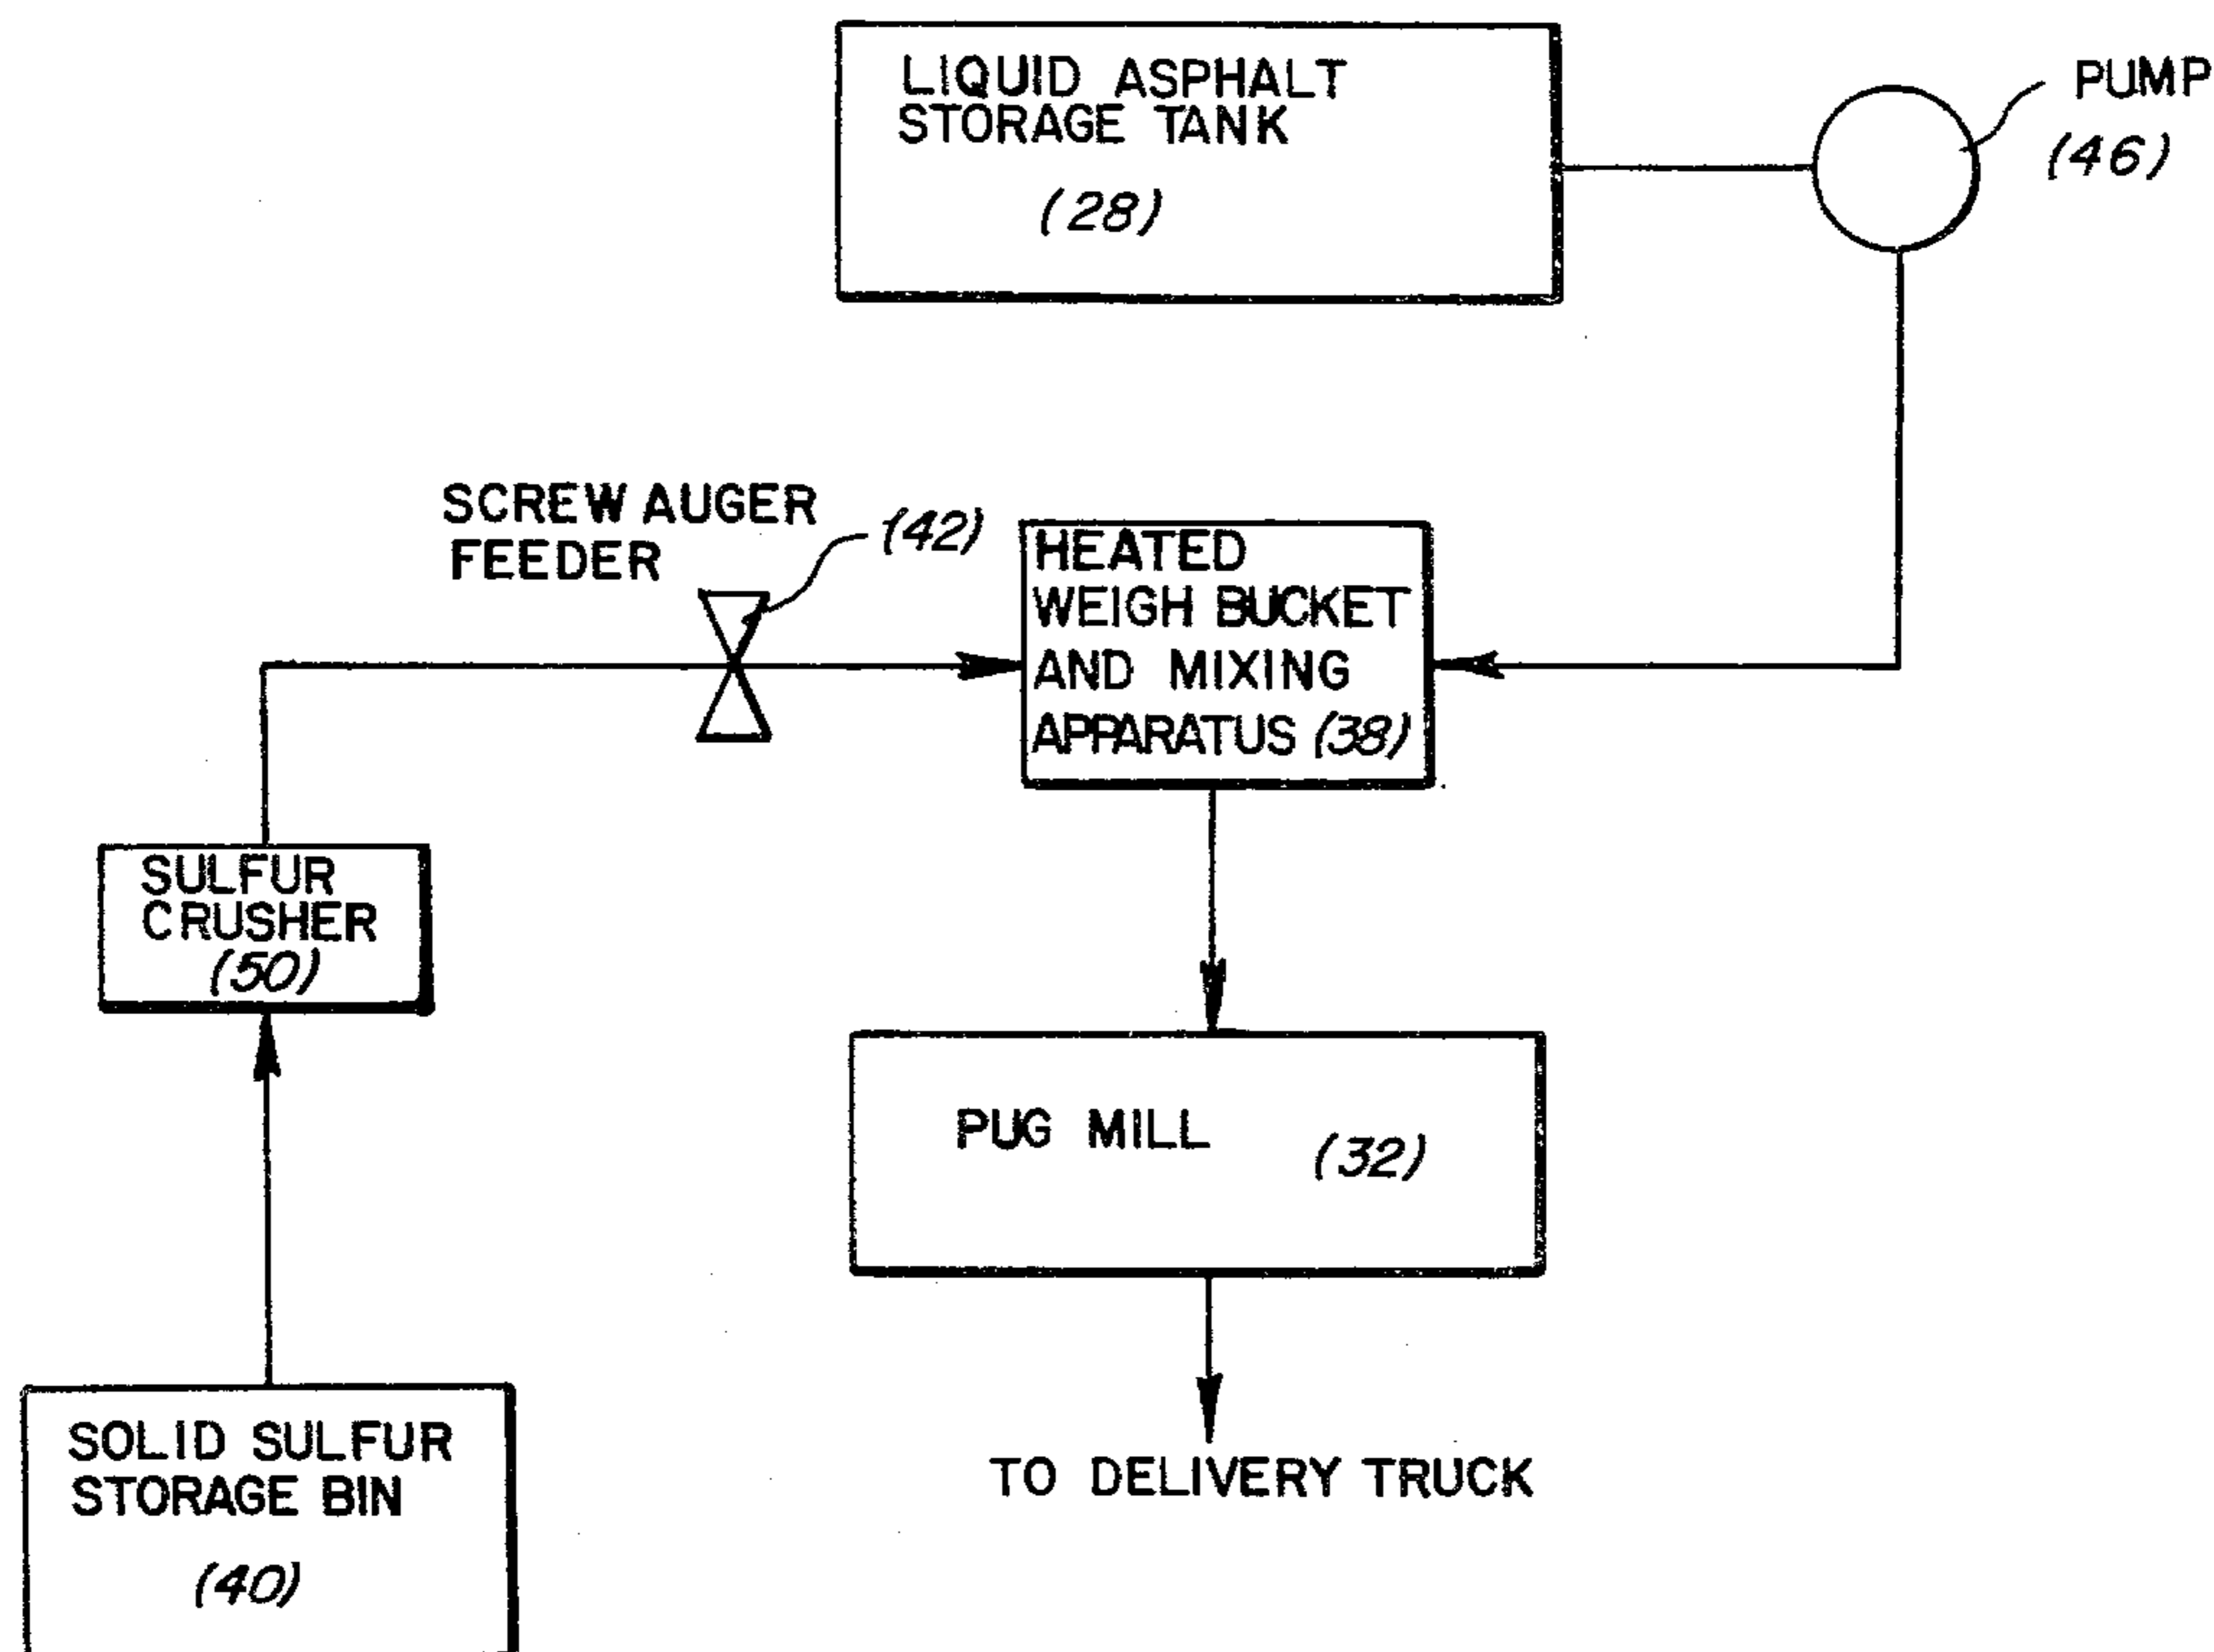 LIQUID ASPHALT
STORAGE TANK
(28)
PUMP
(46)
SCREW AUGER
FEEDER
(42)
HEATED
WEIGH BUCKET
AND MIXING
APPARATUS (38)
SULFUR
CRUSHER
(50)
PUG MILL (32)
SOLID SULFUR
STORAGE BIN
(40)
TO DELIVERY TRUCK